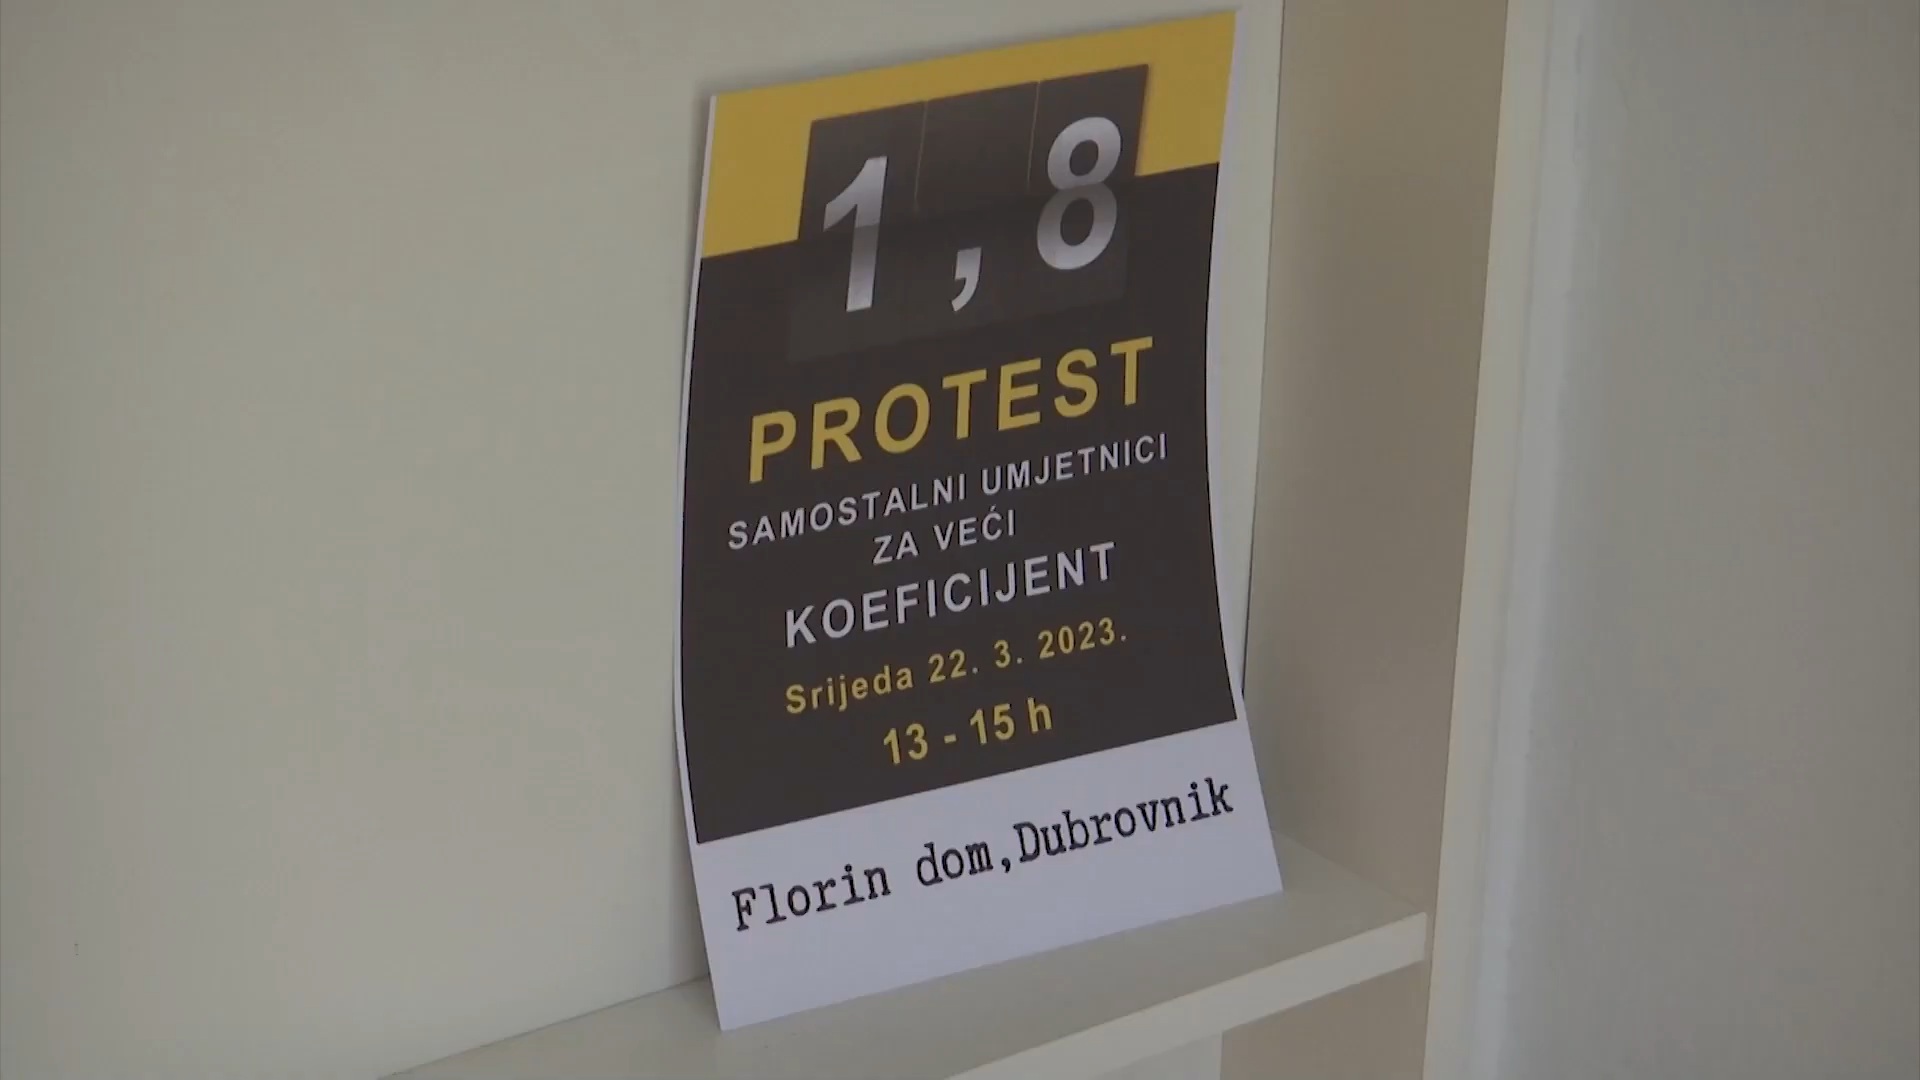 1,8
PROTEST
SAMOSTALNI UMJETNICI
ZA VEĆI
KOEFICIJENT
Srijeda 22. 3. 2023.
13 - 15 h
Florin dom,Dubrovnik